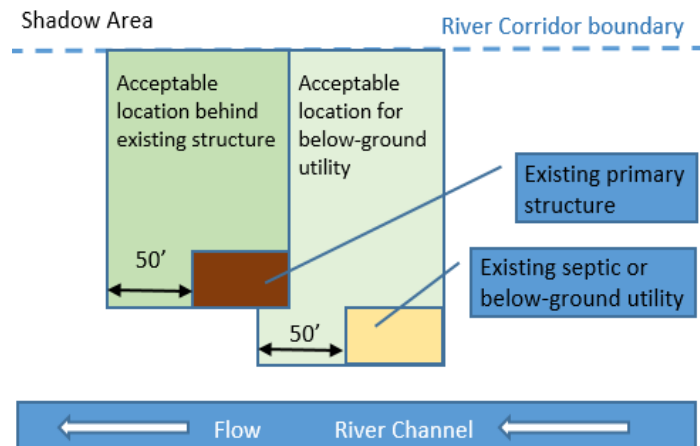 Shadow Area
River Corridor boundary
Acceptable
location behind
existing structure
Acceptable
location for
below-ground
utility
Existing primary
structure
50’
Existing septic or
below-ground utility
50’
Flow
River Channel